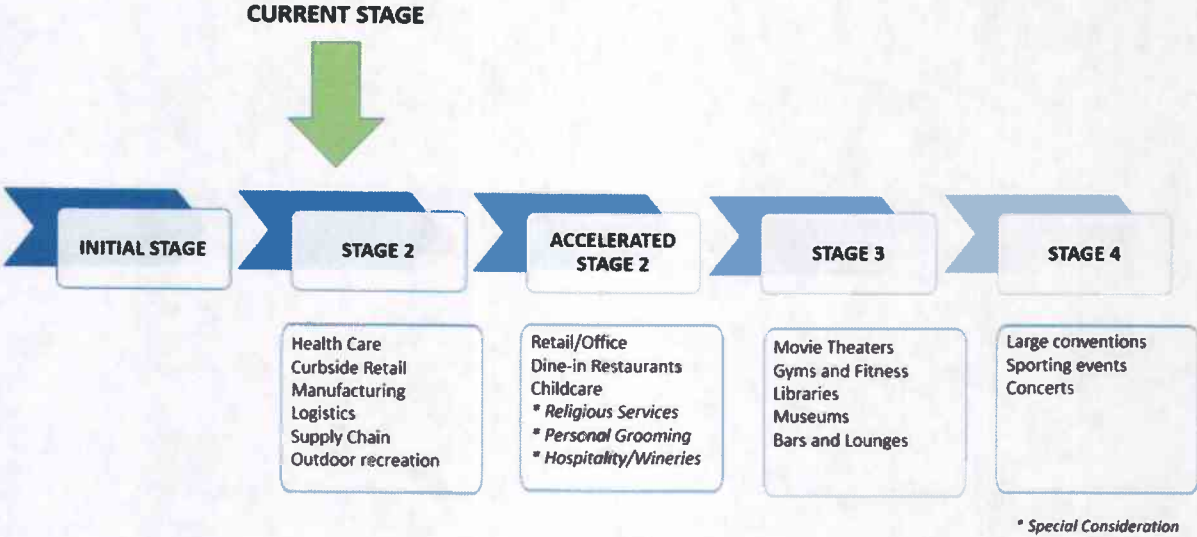 CURRENT STAGE
INITIAL STAGE
STAGE 2
ACCELERATED
STAGE 2
STAGE 3
STAGE 4
Health Care
Curbside Retail
Manufacturing
Logistics
Supply Chain
Outdoor recreation
Retail/Office
Dine-in Restaurants
Childcare
* Religious Services
* Personal Grooming
* Hospitality/Wineries
Movie Theaters
Gyms and Fitness
Libraries
Museums
Bars and Lounges
Large conventions
Sporting events
Concerts
* Special Consideration